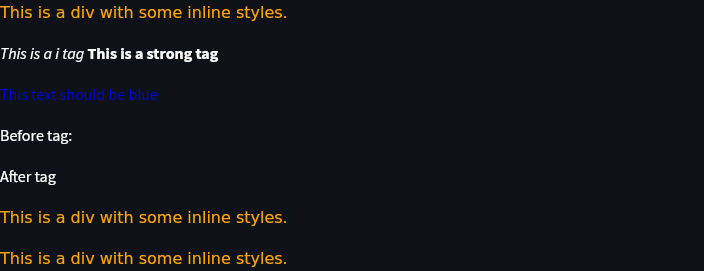 This is a div with some inline styles.
This is a i tag This is a strong tag
This text should be blue
Before tag:
After tag
This is a div with some inline styles.
This is a div with some inline styles.